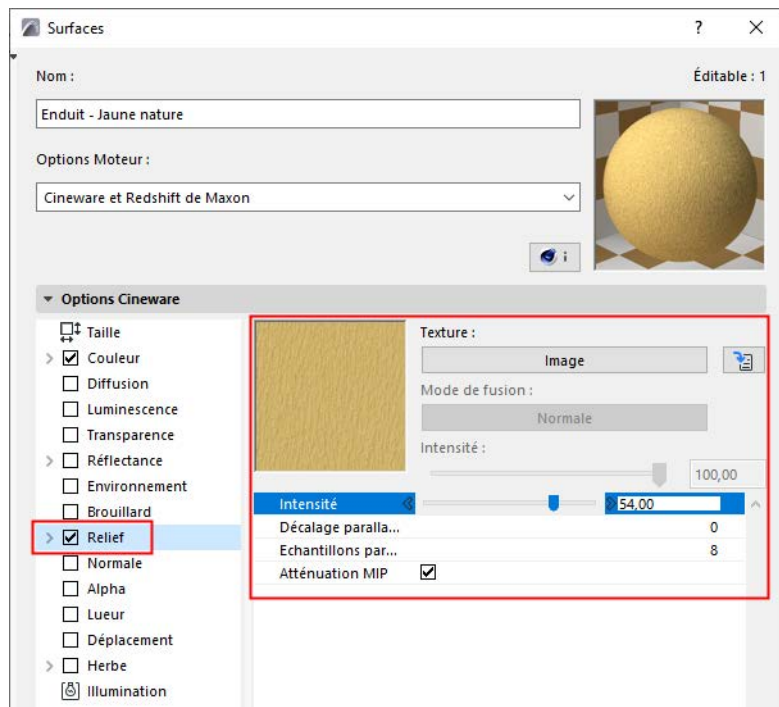 Surfaces
?
Nom :
Éditable : 1
Enduit - Jaune nature
Options Moteur :
Cineware et Redshift de Maxon
i
Options Cineware
Taille
Couleur
Diffusion
Luminescence
Transparence
Réflectance
Environnement
Brouillard
Relief
Normale
Alpha
Lueur
Déplacement
Herbe
Illumination
Texture :
Image
Mode de fusion :
Normale
Intensité :
100,00
Intensité 54,00
Décalage paralla... 0
Echantillons par... 8
Atténuation MIP